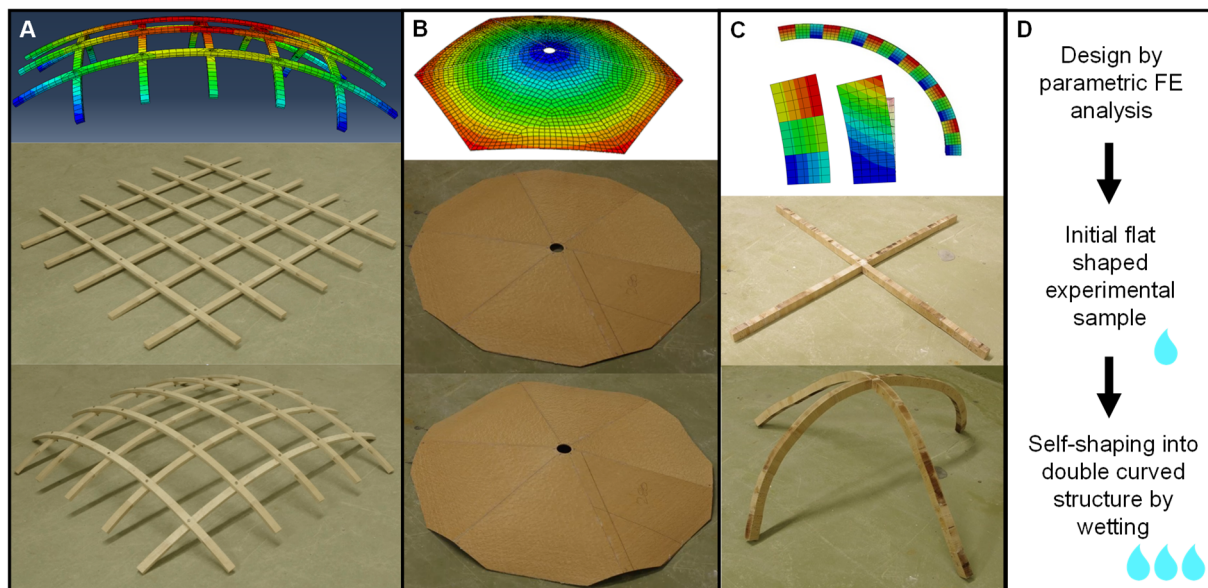 A
B
C
D
Design by
parametric FE
analysis
Initial flat
shaped
experimental
sample
Self-shaping into
double curved
structure by
wetting